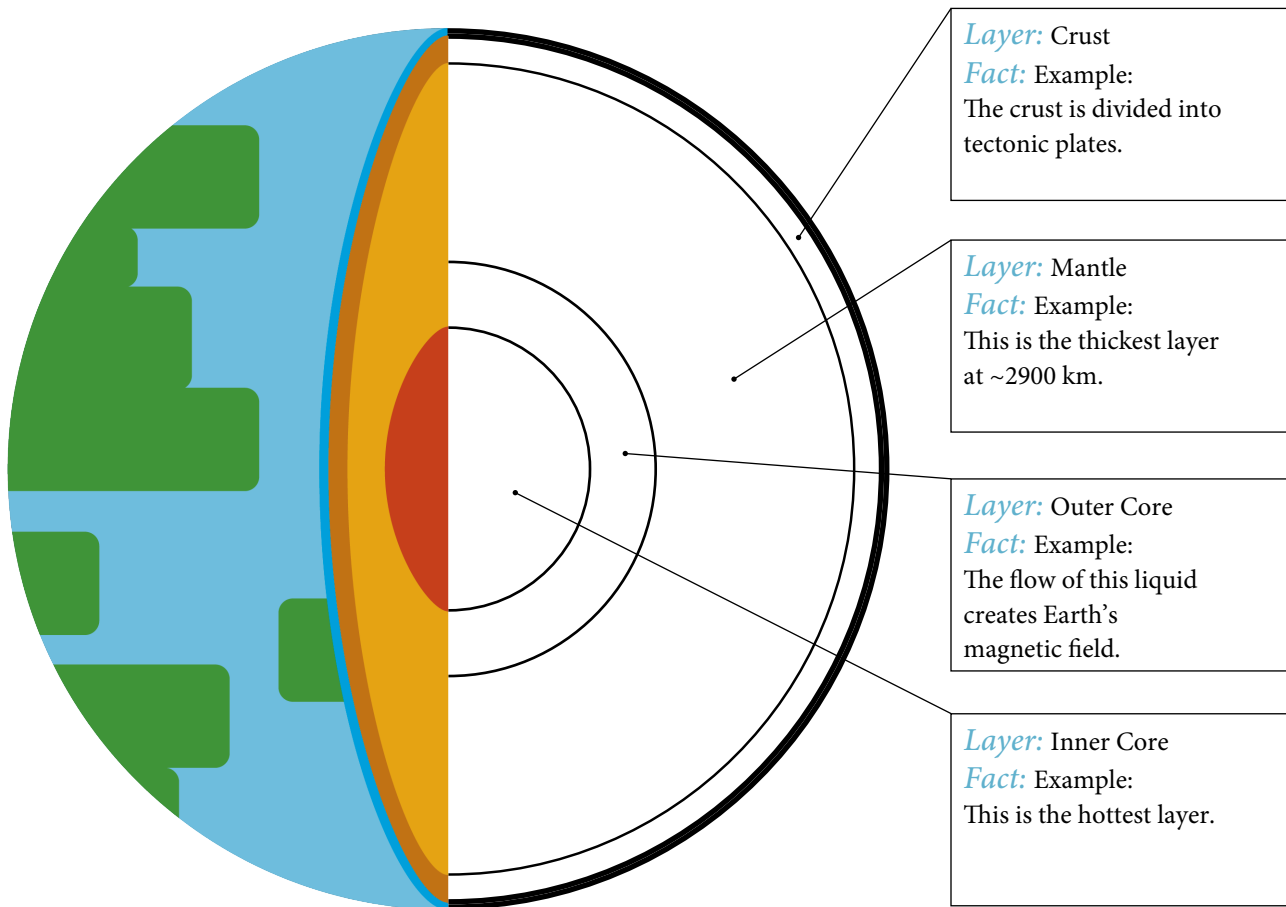 Layer: Crust
Fact: Example:
The crust is divided into
tectonic plates.
Layer: Mantle
Fact: Example:
This is the thickest layer
at ~2900 km.
Layer: Outer Core
Fact: Example:
The flow of this liquid
creates Earth’s
magnetic field.
Layer: Inner Core
Fact: Example:
This is the hottest layer.